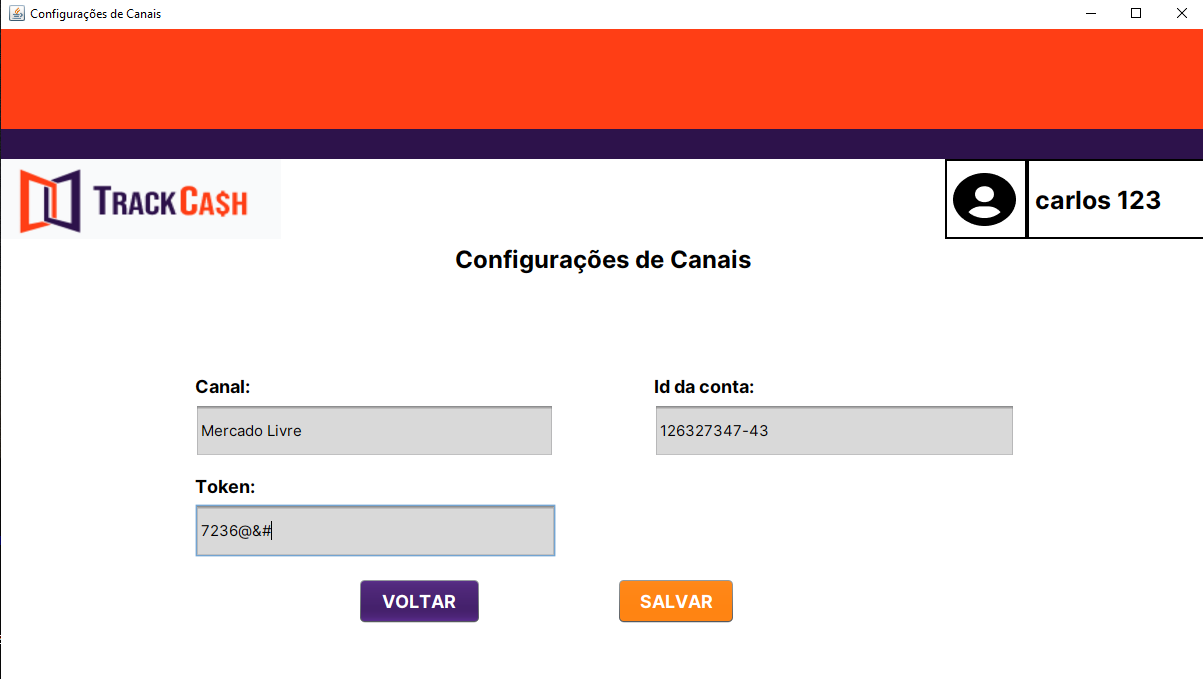 Configurações de Canais
TRACKCA$H
carlos 123
Configurações de Canais
Canal:
Id da conta:
Mercado Livre
126327347-43
Token:
7236@&#
VOLTAR
SALVAR